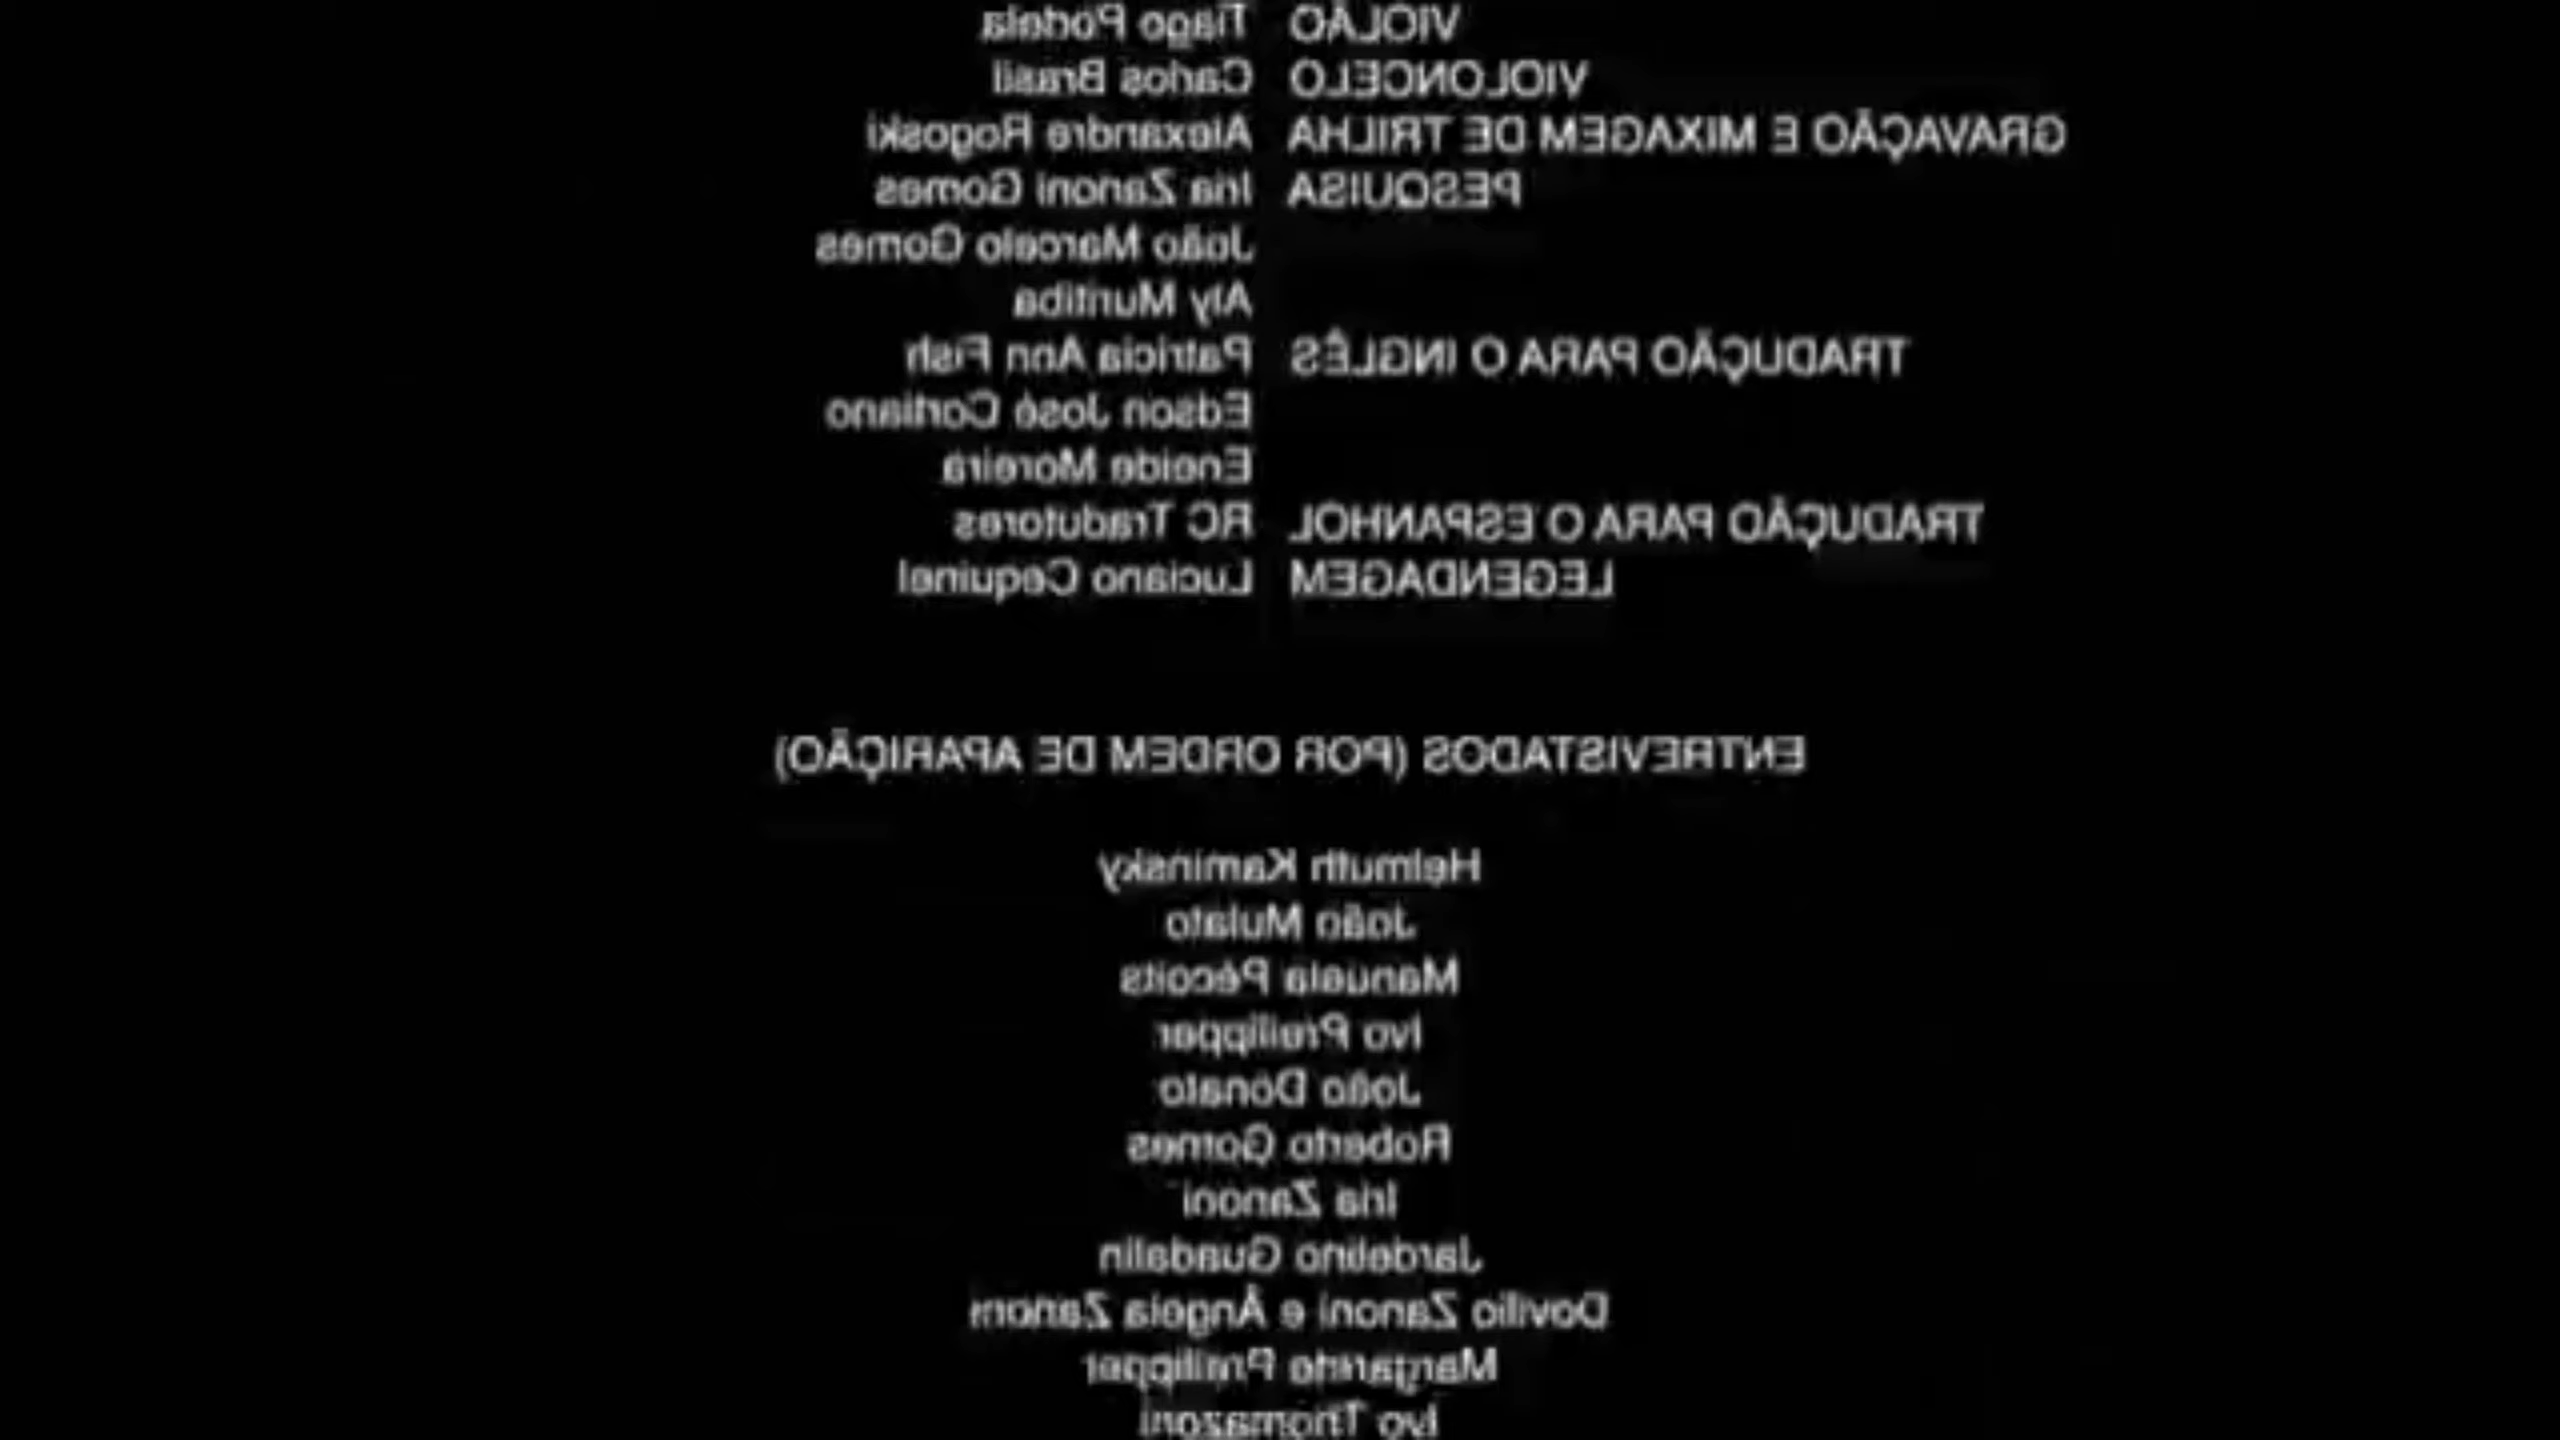 VIOLÃO Tiago Portela
VIOLONCELO Carlos Brasil
GRAVAÇÃO E MIXAGEM DE TRILHA Alexandre Rogoski
PESQUISA Iria Zanoni Gomes
João Marcelo Gomes
Aly Muritiba
TRADUÇÃO PARA O INGLÊS Patricia Ann Fish
Edson José Cortiano
Eneide Moreira
TRADUÇÃO PARA O ESPANHOL RC Tradutores
LEGENDAGEM Luciano Cequinel
ENTREVISTADOS (POR ORDEM DE APARIÇÃO)
Helmuth Kaminsky
João Mulato
Manuela Pécoits
Ivo Preilipper
João Donato
Roberto Gomes
Iria Zanoni
Jardelino Guadalin
Dovilio Zanoni e Ângela Zanoni
Margarete Preilipper
Ivo Thomazoni